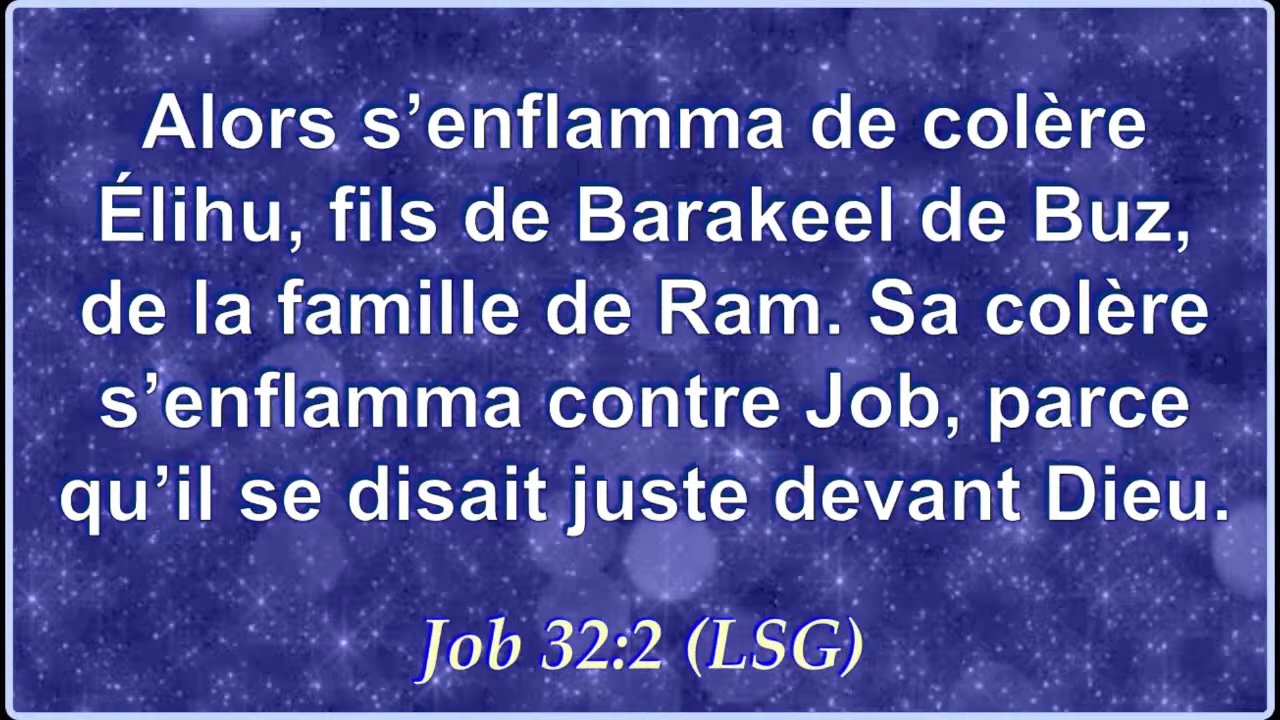 Alors s’enflamma de colère
Élihu, fils de Barakeel de Buz,
de la famille de Ram. Sa colère
s’enflamma contre Job, parce
qu’il se disait juste devant Dieu.
Job 32:2 (LSG)